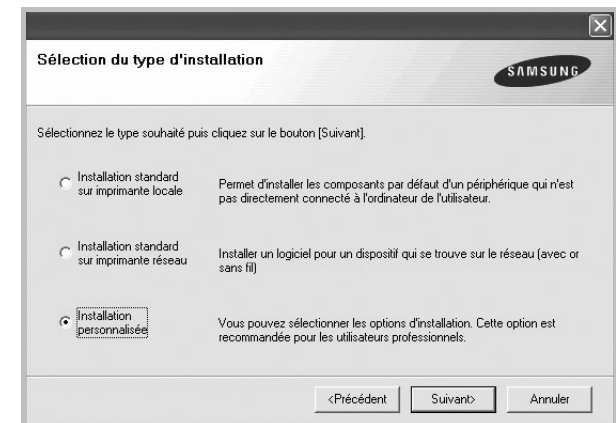 Sélection du type d'installation
SAMSUNG
Sélectionnez le type souhaité puis cliquez sur le bouton [Suivant].
Installation standard
sur imprimante locale
Permet d'installer les composants par défaut d'un périphérique qui n'est
pas directement connecté à l'ordinateur de l'utilisateur.
Installation standard
sur imprimante réseau
Installer un logiciel pour un dispositif qui se trouve sur le réseau (avec or
sans fil)
Installation
personnalisée
Vous pouvez sélectionner les options d'installation. Cette option est
recommandée pour les utilisateurs professionnels.
<Précédent
Suivant>
Annuler